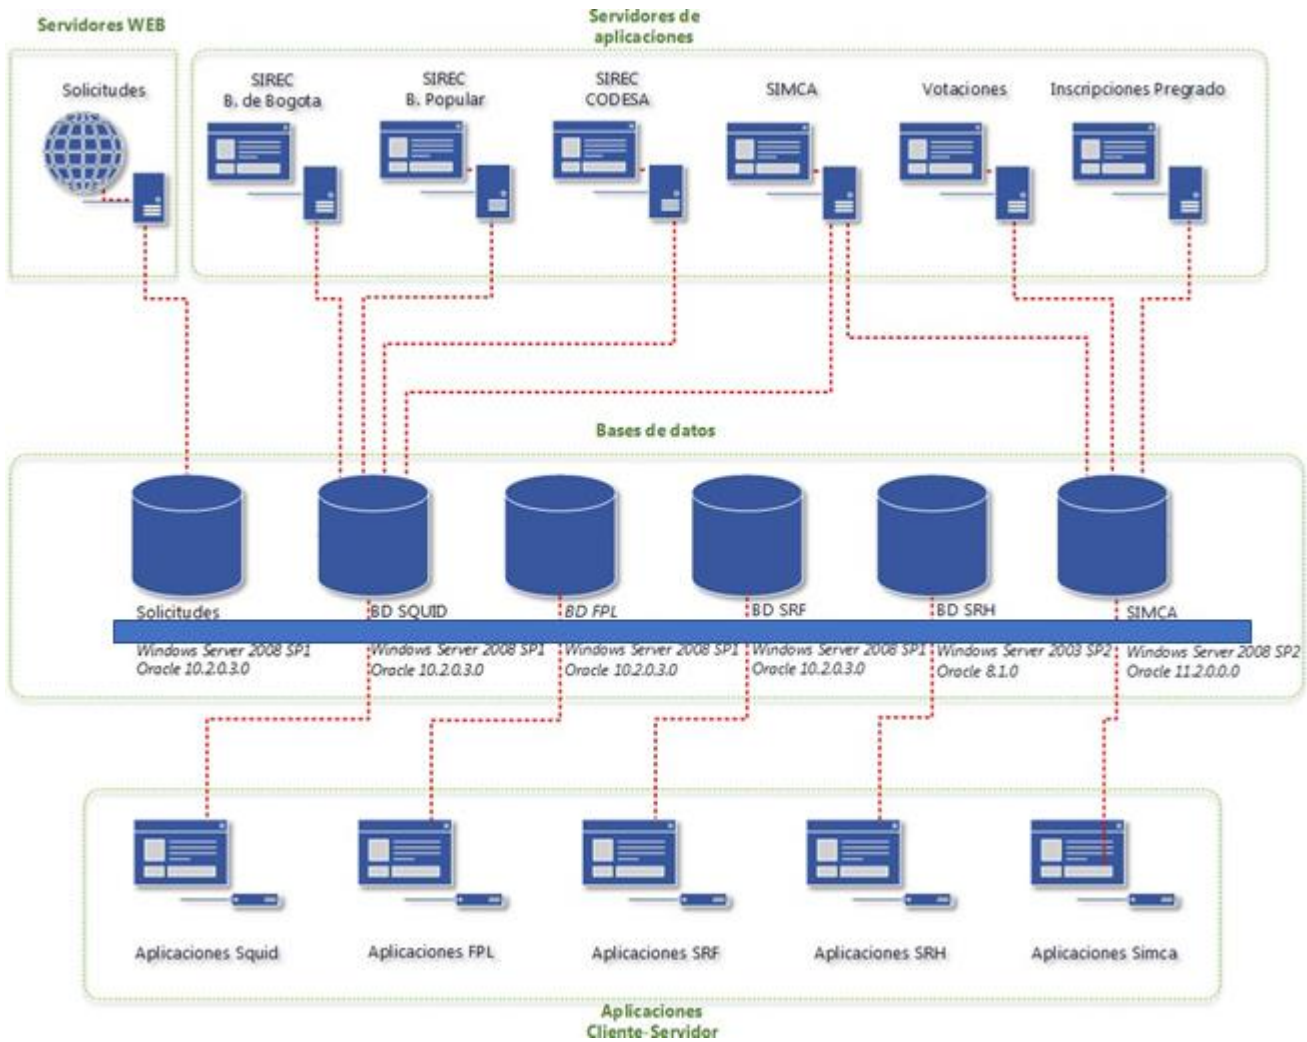 Servidores WEB
Servidores de
aplicaciones
Solicitudes
SIREC
B. de Bogota
SIREC
B. Popular
SIREC
CODESA
SIMCA
Votaciones
Inscripciones Pregrado
Bases de datos
Solicitudes
Windows Server 2008 SP1
Oracle 10.2.0.3.0
BD SQUID
Windows Server 2008 SP1
Oracle 10.2.0.3.0
BD FPL
Windows Server 2008 SP1
Oracle 10.2.0.3.0
BD SRF
Windows Server 2008 SP1
Oracle 10.2.0.3.0
BD SRH
Windows Server 2003 SP2
Oracle 8.1.0
SIMCA
Windows Server 2008 SP2
Oracle 11.2.0.0.0
Aplicaciones Squid
Aplicaciones FPL
Aplicaciones SRF
Aplicaciones SRH
Aplicaciones Simca
Aplicaciones
Cliente-Servidor